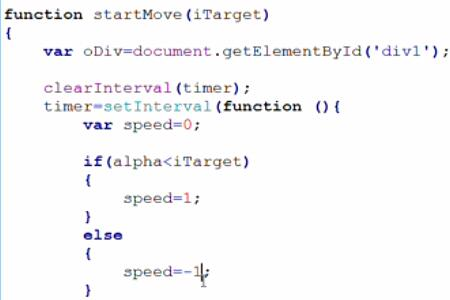 function startMove(iTarget)
{
    var oDiv=document.getElementById('div1');

    clearInterval(timer);
    timer=setInterval(function (){
        var speed=0;

        if(alpha<iTarget)
        {
            speed=1;
        }
        else
        {
            speed=-1;
        }